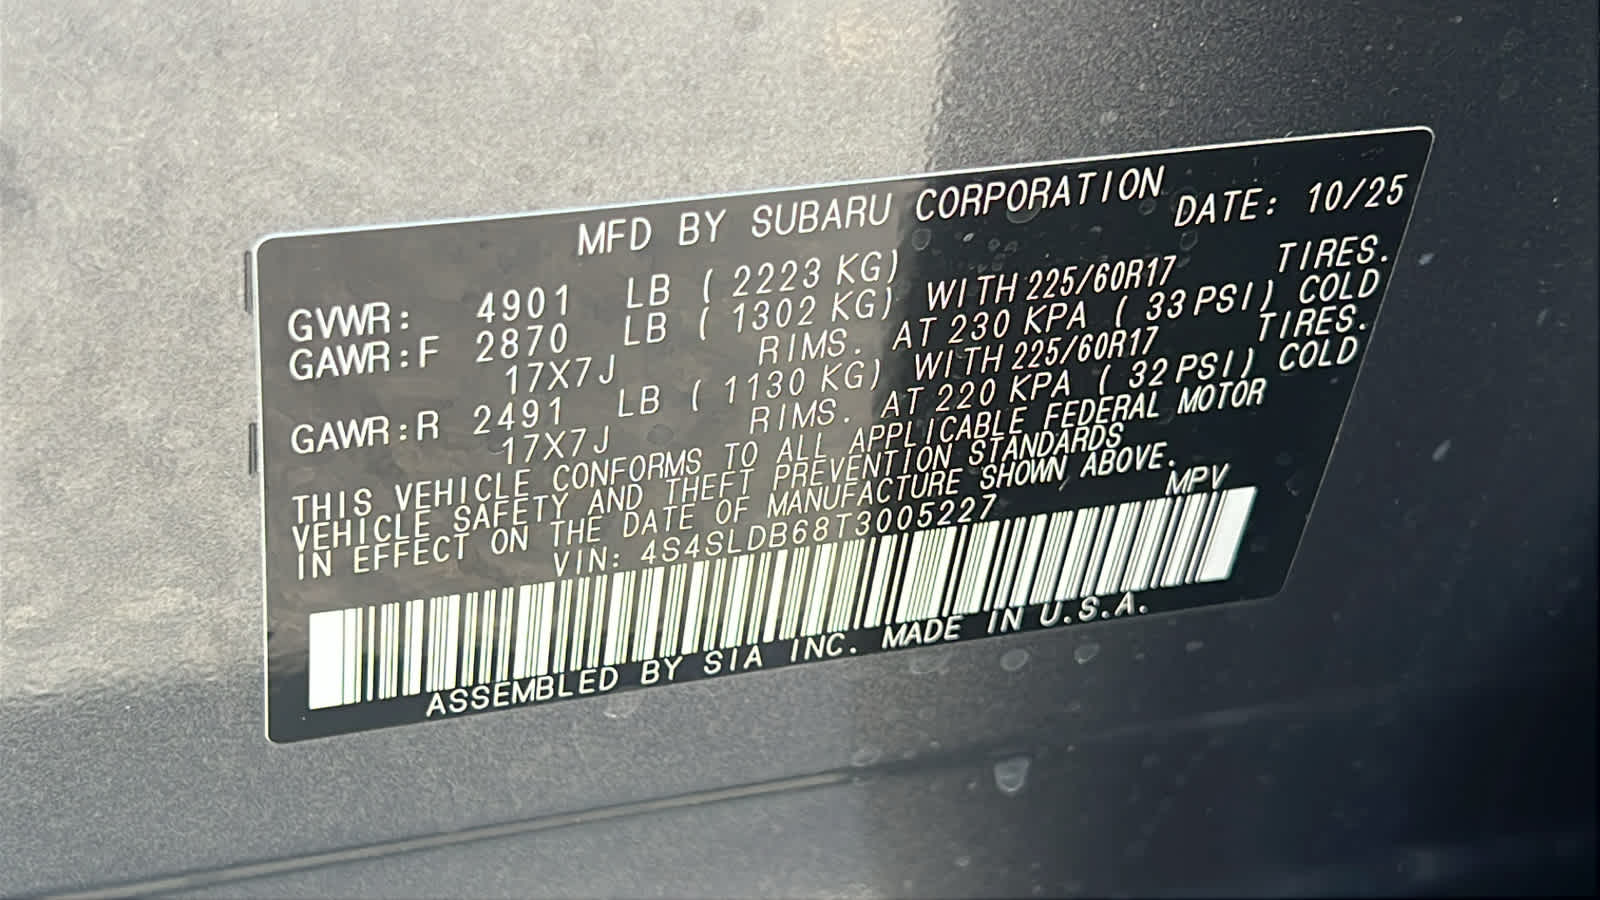 MFD BY SUBARU CORPORATION DATE: 10/25
GVWR: 4901 LB ( 2223 KG)
GAWR:F 2870 LB ( 1302 KG) WITH 225/60R17 TIRES.
17X7J RIMS. AT 230 KPA ( 33 PSI) COLD
GAWR:R 2491 LB ( 1130 KG) WITH 225/60R17 TIRES.
17X7J RIMS. AT 220 KPA ( 32 PSI) COLD
THIS VEHICLE CONFORMS TO ALL APPLICABLE FEDERAL MOTOR
VEHICLE SAFETY AND THEFT PREVENTION STANDARDS
IN EFFECT ON THE DATE OF MANUFACTURE SHOWN ABOVE.
VIN: 4S4SLDB68T3005227 MPV
ASSEMBLED BY SIA INC. MADE IN U.S.A.